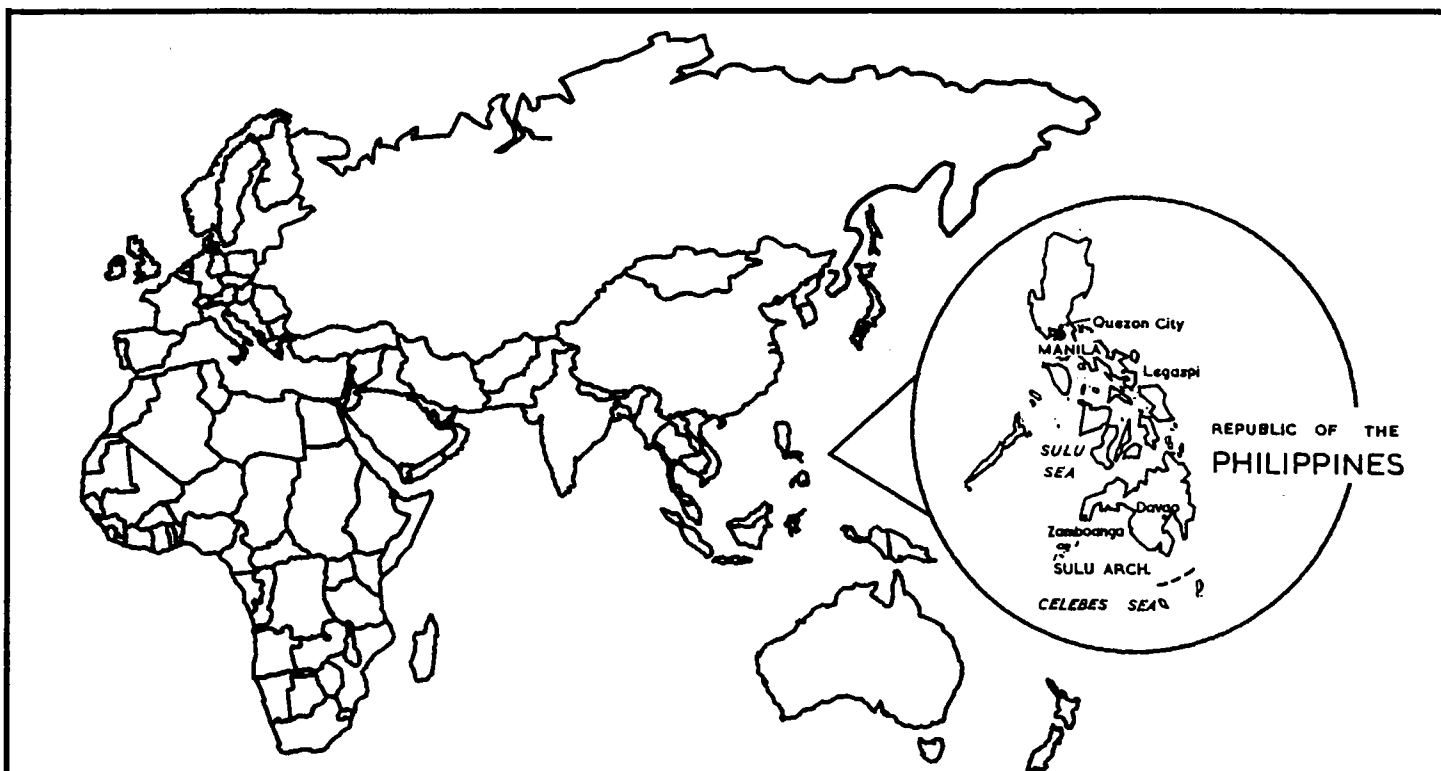 Quezon City
MANILA
Legaspi
SULU
SEA
REPUBLIC OF THE
PHILIPPINES
Davao
Zamboanga
SULU ARCH.
CELEBES SEA